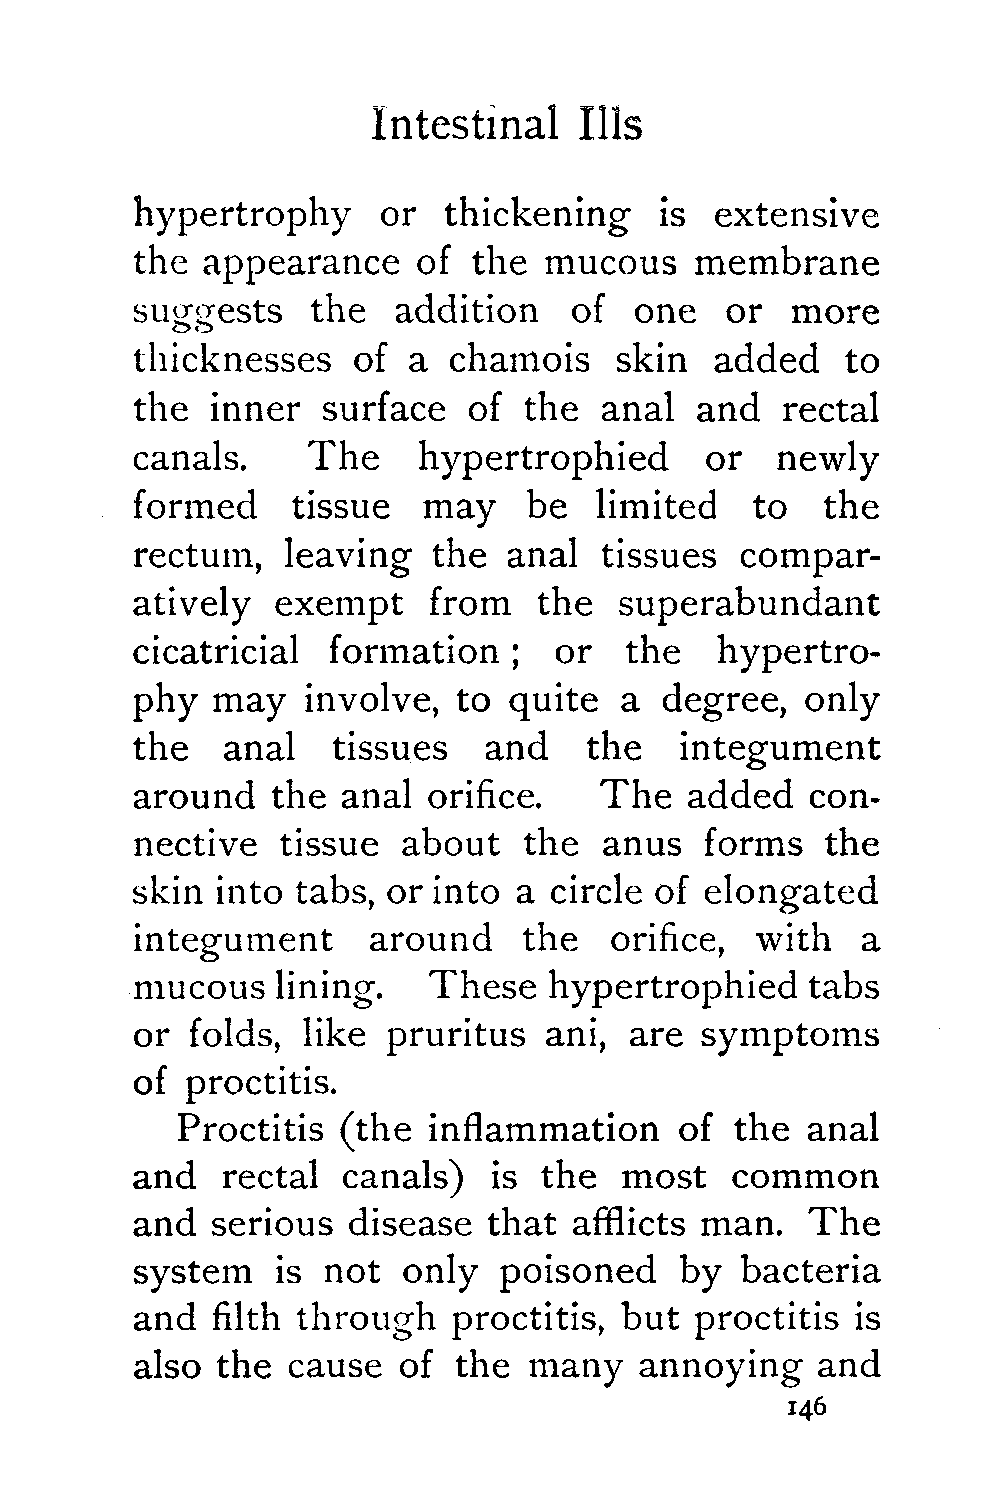 Intestinal Ills
hypertrophy or thickening is extensive
the appearance of the mucous membrane
suggests the addition of one or more
thicknesses of a chamois skin added to
the inner surface of the anal and rectal
canals. The hypertrophied or newly
formed tissue may be limited to the
rectum, leaving the anal tissues compar-
atively exempt from the superabundant
cicatricial formation ; or the hypertro-
phy may involve, to quite a degree, only
the anal tissues and the integument
around the anal orifice. The added con-
nective tissue about the anus forms the
skin into tabs, or into a circle of elongated
integument around the orifice, with a
mucous lining. These hypertrophied tabs
or folds, like pruritus ani, are symptoms
of proctitis.
Proctitis (the inflammation of the anal
and rectal canals) is the most common
and serious disease that afflicts man. The
system is not only poisoned by bacteria
and filth through proctitis, but proctitis is
also the cause of the many annoying and
146